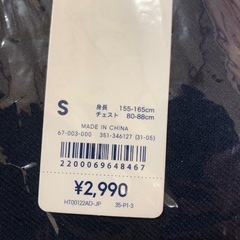 S 身長 155-165cm
チェスト 80-88cm
MADE IN CHINA
67-003-000 351-346127 (31-05)
2200069648467
¥2,990
HT00122AD-JP 35-P1-3